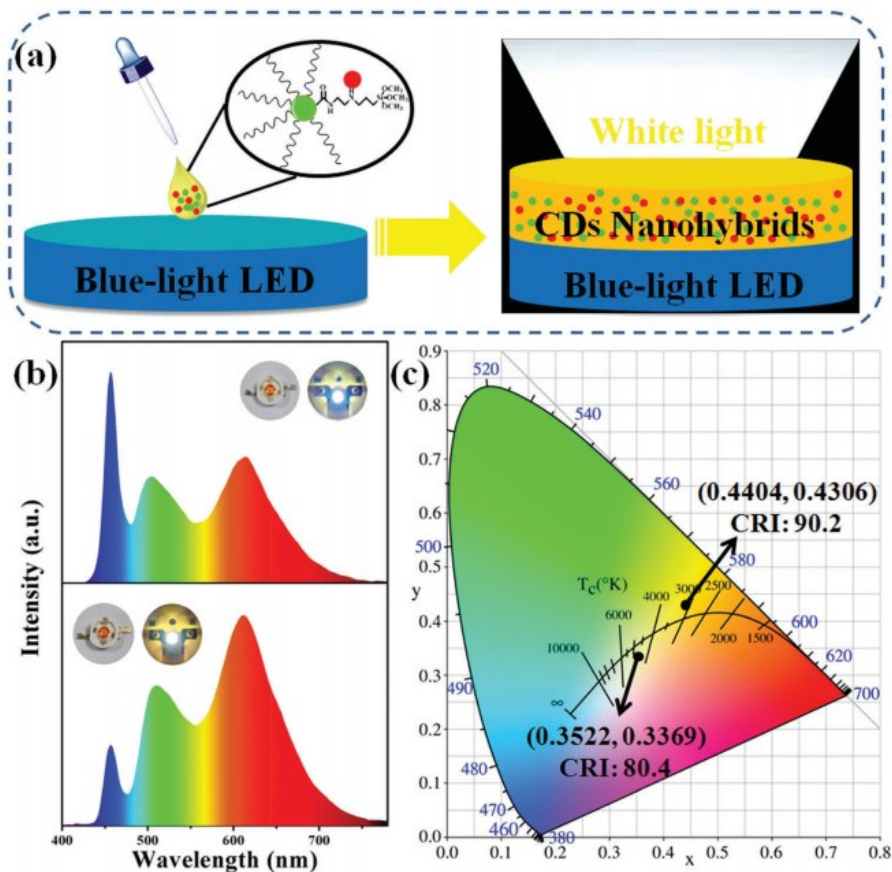 (a)
O
N
H
N
Si
OCH₃
OCH₃
OCH₃
Blue-light LED
White light
CDs Nanohybrids
Blue-light LED
(b)
Intensity (a.u.)
400 500 600 700
Wavelength (nm)
(c)
0.9
0.8
0.7
0.6
0.5
y
0.4
0.3
0.2
0.1
0.0
0.0 0.1 0.2 0.3 0.4 0.5 0.6 0.7 0.8
x
520
540
560
500
580
600
620
700
490
480
470
460
380
(0.4404, 0.4306)
CRI: 90.2
Tc(°K)
∞
10000
6000
4000
3000
2500
2000
1500
(0.3522, 0.3369)
CRI: 80.4